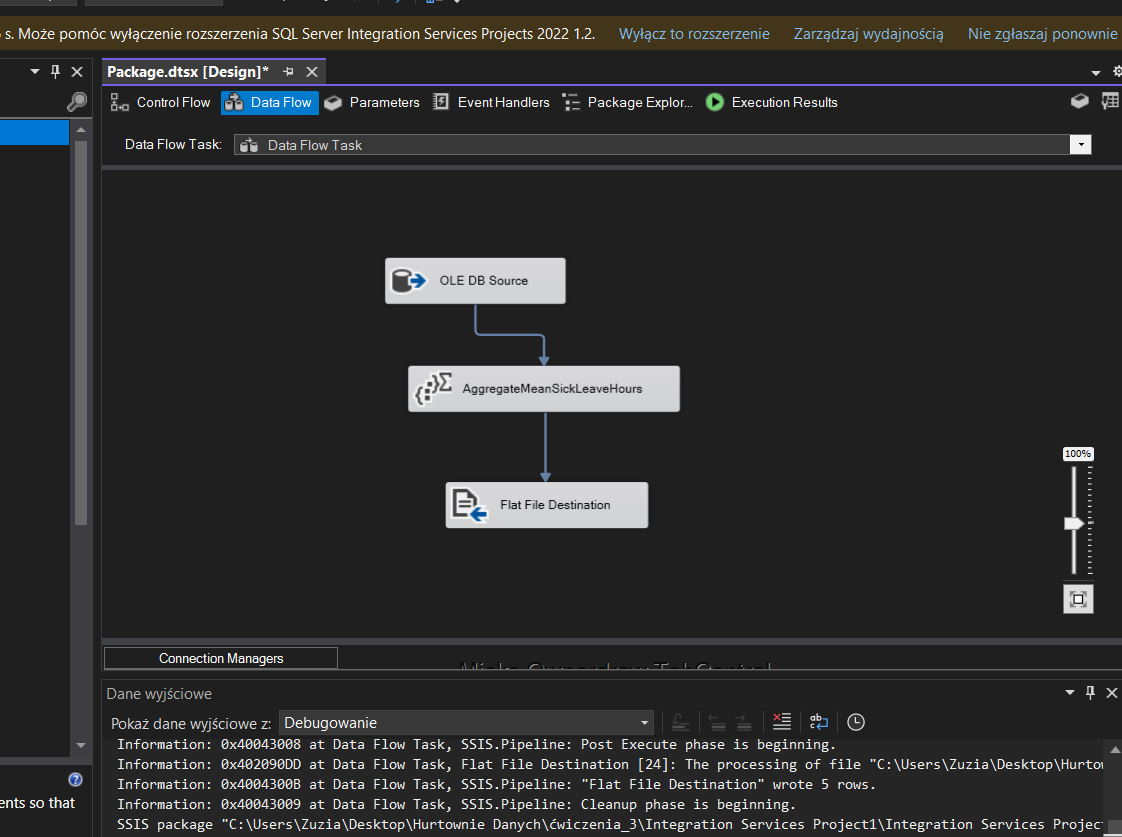 s. Może pomóc wyłączenie rozszerzenia SQL Server Integration Services Projects 2022 1.2. Wyłącz to rozszerzenie Zarządzaj wydajnością Nie zgłaszaj ponownie
Package.dtsx [Design]*
Control Flow Data Flow Parameters Event Handlers Package Explor... Execution Results
Data Flow Task: Data Flow Task
OLE DB Source
AggregateMeanSickLeaveHours
Flat File Destination
100%
Connection Managers
Dane wyjściowe
Pokaż dane wyjściowe z: Debugowanie
Information: 0x40043008 at Data Flow Task, SSIS.Pipeline: Post Execute phase is beginning.
Information: 0x402090DD at Data Flow Task, Flat File Destination [24]: The processing of file "C:\Users\Zuzia\Desktop\Hurtow
Information: 0x4004300B at Data Flow Task, SSIS.Pipeline: "Flat File Destination" wrote 5 rows.
Information: 0x40043009 at Data Flow Task, SSIS.Pipeline: Cleanup phase is beginning.
SSIS package "C:\Users\Zuzia\Desktop\Hurtownie Danych\ćwiczenia_3\Integration Services Project1\Integration Services Projec
ents so that